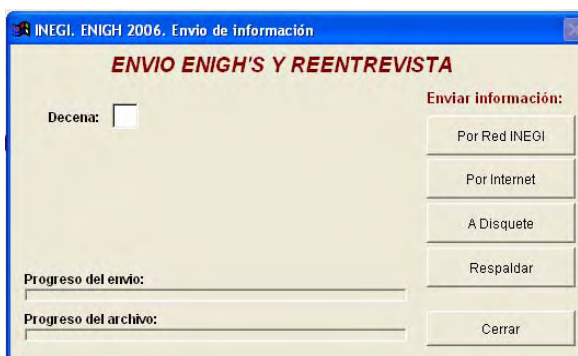 INEGI. ENIGH 2006. Envio de información
ENVIO ENIGH'S Y REENTREVISTA
Decena:
Enviar información:
Por Red INEGI
Por Internet
A Disquete
Respaldar
Progreso del envio:
Progreso del archivo:
Cerrar